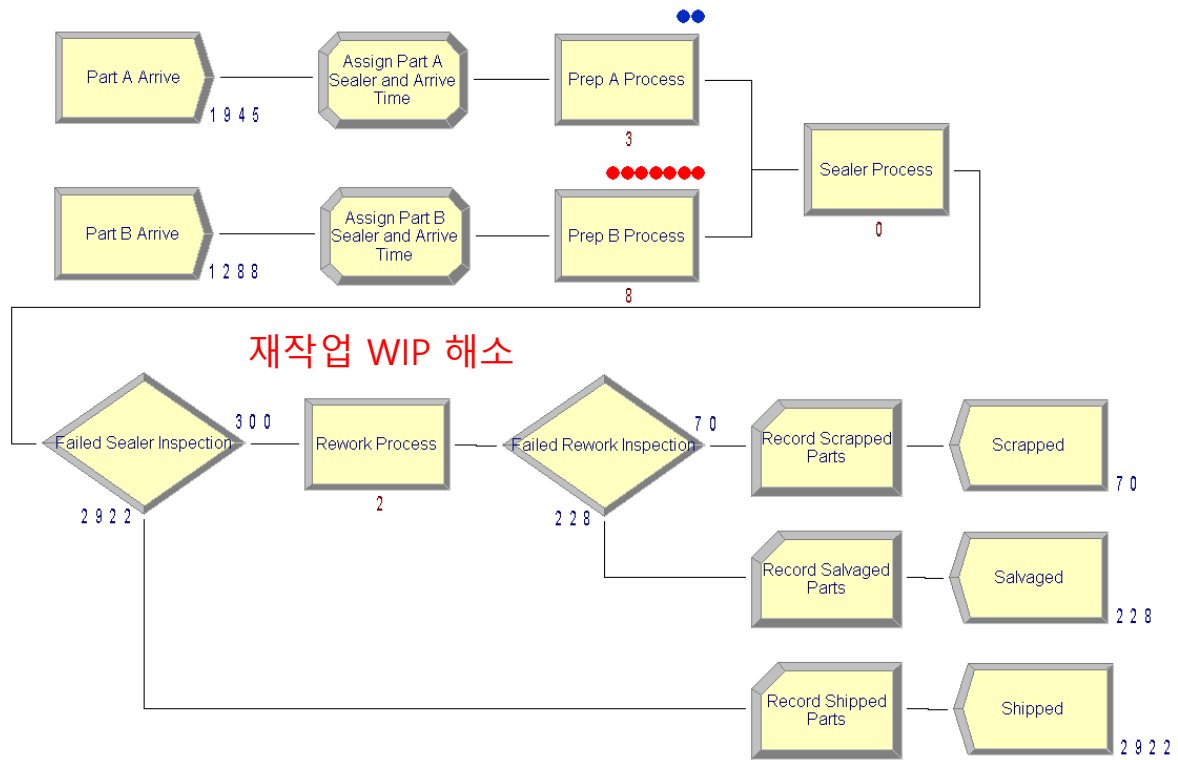 Part A Arrive
1945
Assign Part A
Sealer and Arrive
Time
Prep A Process
3
Sealer Process
0
Part B Arrive
1288
Assign Part B
Sealer and Arrive
Time
Prep B Process
8
재작업 WIP 해소
Failed Sealer Inspection
300
2922
Rework Process
2
Failed Rework Inspection
70
228
Record Scrapped
Parts
Scrapped
70
Record Salvaged
Parts
Salvaged
228
Record Shipped
Parts
Shipped
2922